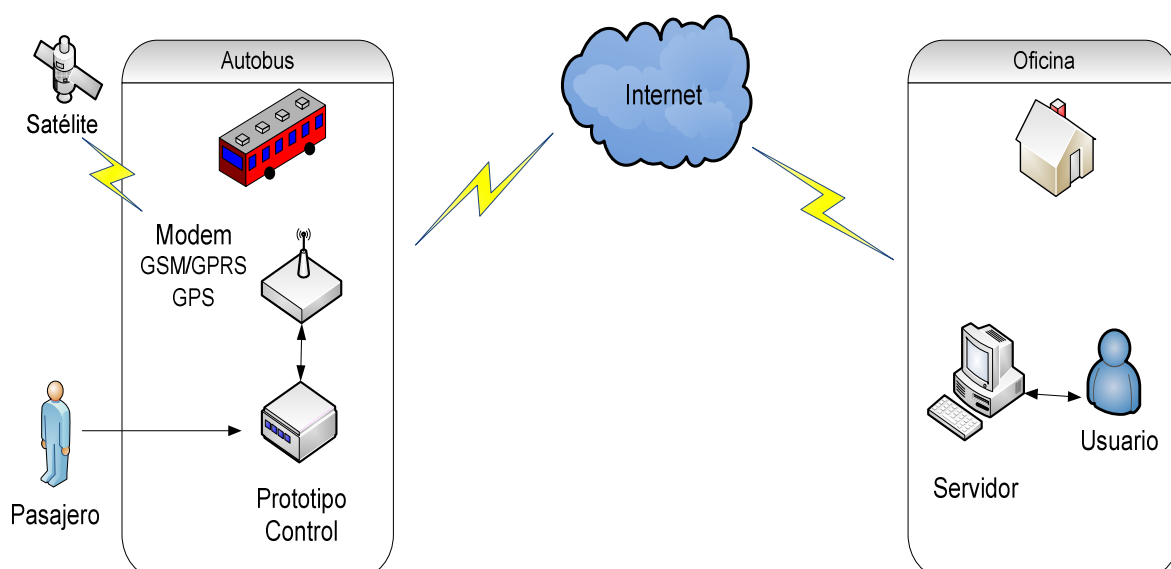 Autobus
Satélite
Modem
GSM/GPRS
GPS
Pasajero
Prototipo
Control
Internet
Oficina
Servidor
Usuario